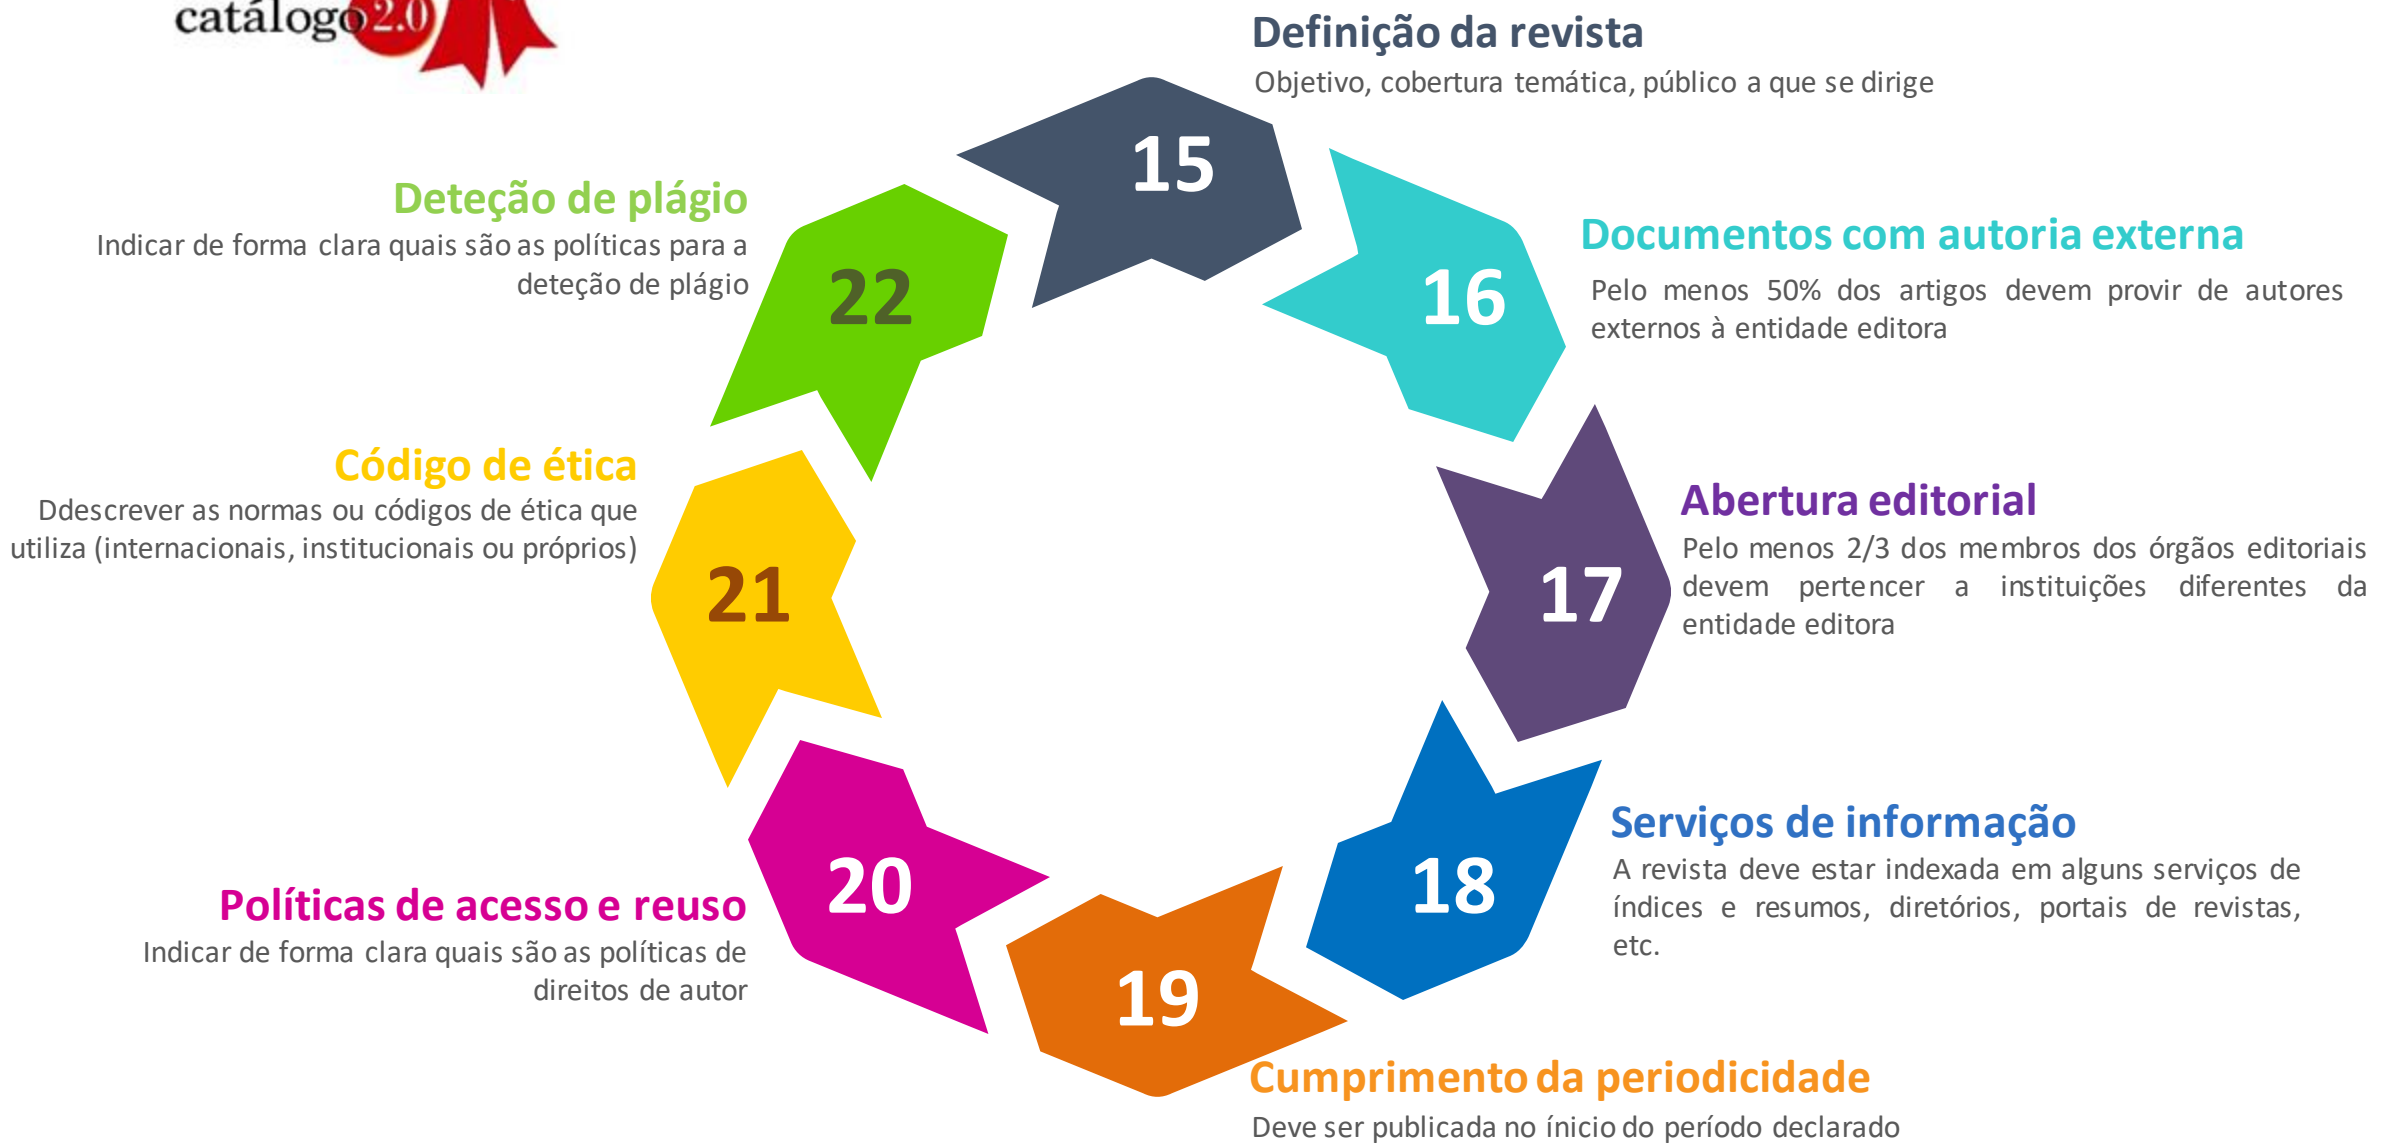 catálogo 2.0
15
Definição da revista
Objetivo, cobertura temática, público a que se dirige
16
Documentos com autoria externa
Pelo menos 50% dos artigos devem provir de autores
externos à entidade editora
17
Abertura editorial
Pelo menos 2/3 dos membros dos órgãos editoriais
devem pertencer a instituições diferentes da
entidade editora
18
Serviços de informação
A revista deve estar indexada em alguns serviços de
índices e resumos, diretórios, portais de revistas,
etc.
19
Cumprimento da periodicidade
Deve ser publicada no ínicio do período declarado
20
Políticas de acesso e reuso
Indicar de forma clara quais são as políticas de
direitos de autor
21
Código de ética
Ddescrever as normas ou códigos de ética que
utiliza (internacionais, institucionais ou próprios)
22
Deteção de plágio
Indicar de forma clara quais são as políticas para a
deteção de plágio